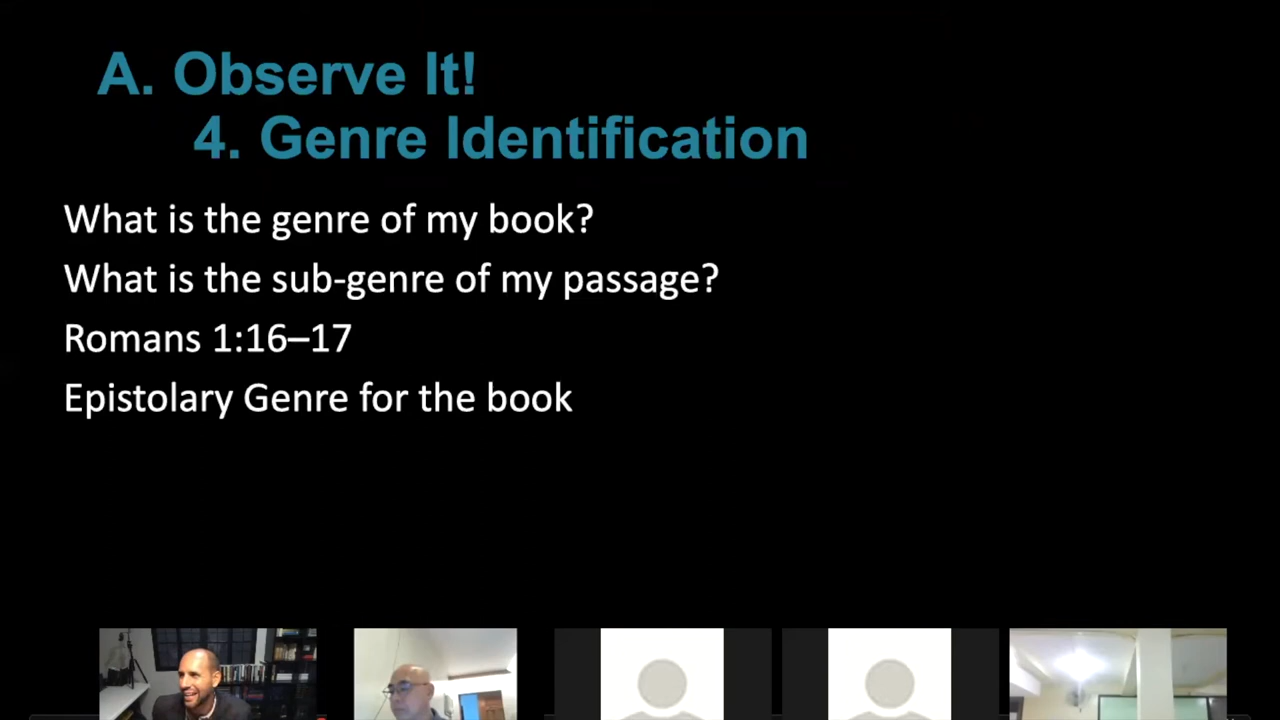 A. Observe It!
4. Genre Identification
What is the genre of my book?
What is the sub-genre of my passage?
Romans 1:16–17
Epistolary Genre for the book